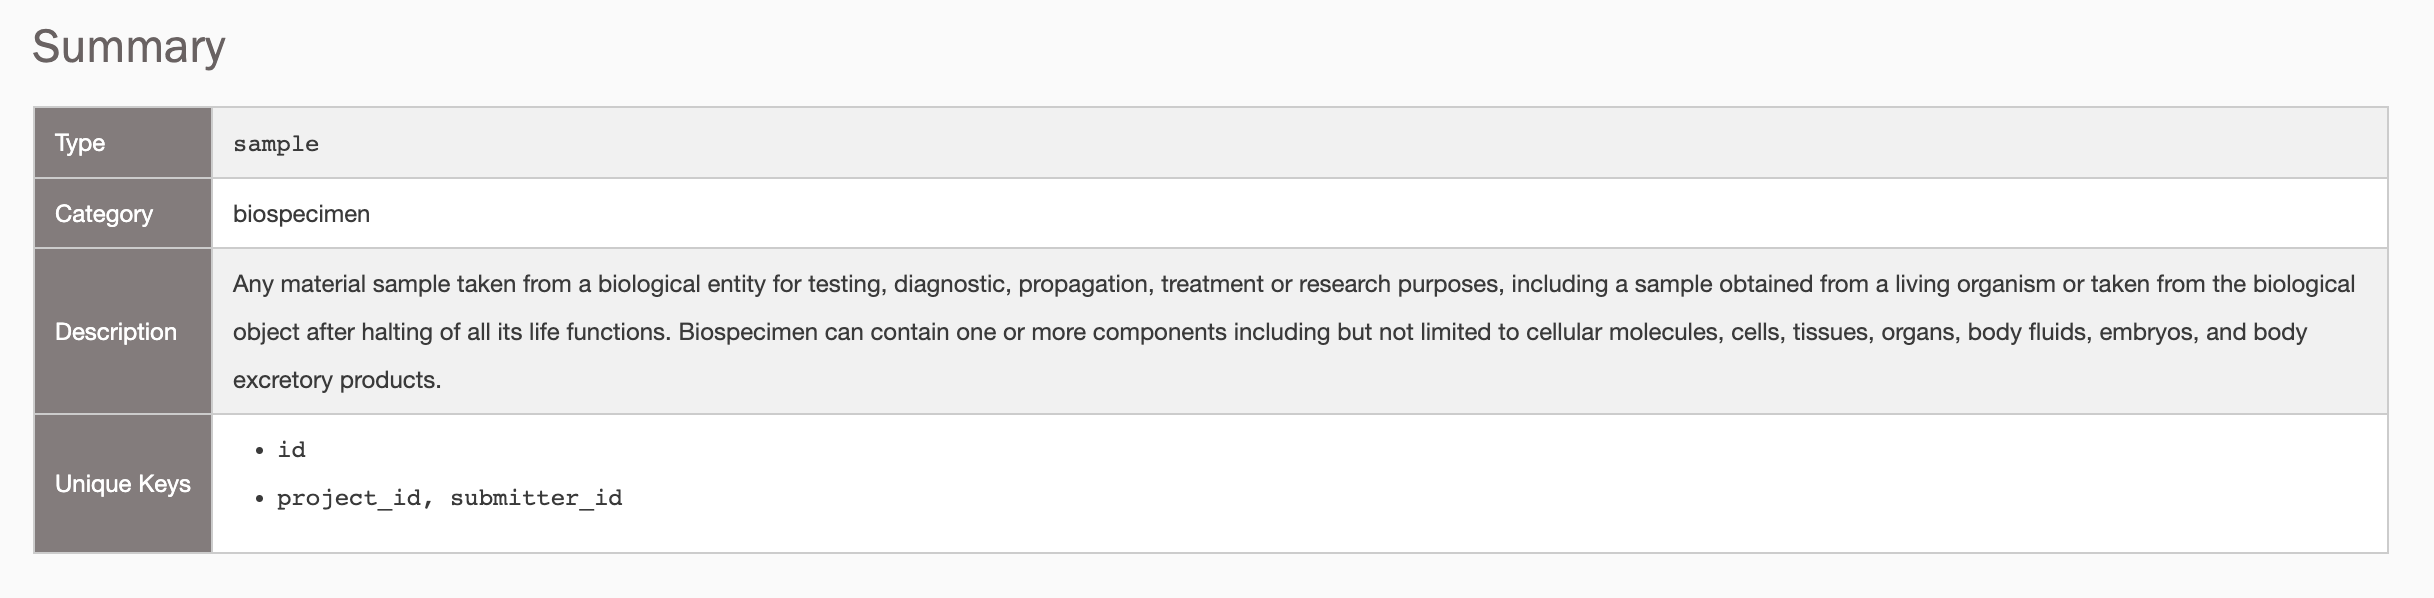 Summary
Type
sample
Category
biospecimen
Description
Any material sample taken from a biological entity for testing, diagnostic, propagation, treatment or research purposes, including a sample obtained from a living organism or taken from the biological
object after halting of all its life functions. Biospecimen can contain one or more components including but not limited to cellular molecules, cells, tissues, organs, body fluids, embryos, and body
excretory products.
Unique Keys
• id
• project_id, submitter_id